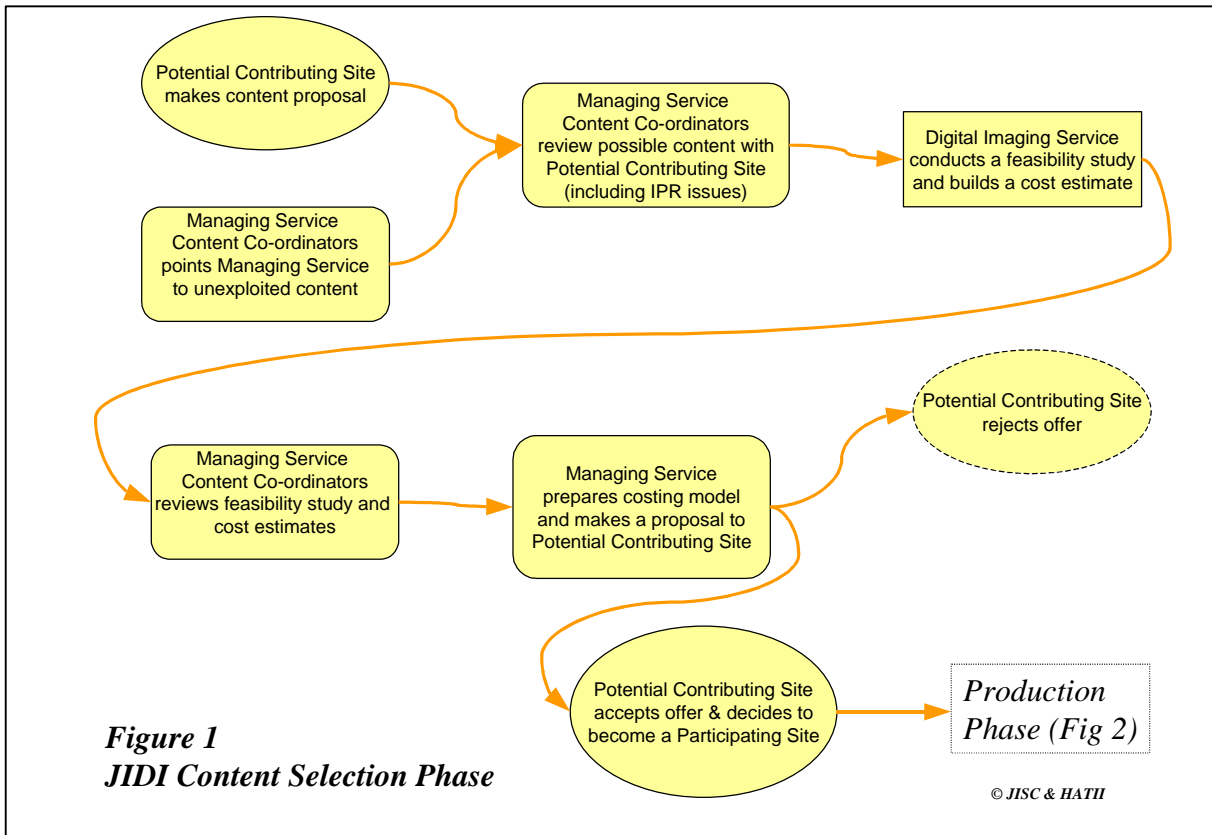 Potential Contributing Site
makes content proposal
Managing Service
Content Co-ordinators
review possible content with
Potential Contributing Site
(including IPR issues)
Digital Imaging Service
conducts a feasibility study
and builds a cost estimate
Managing Service
Content Co-ordinators
points Managing Service
to unexploited content
Potential Contributing Site
rejects offer
Managing Service
Content Co-ordinators
reviews feasibility study and
cost estimates
Managing Service
prepares costing model
and makes a proposal to
Potential Contributing Site
Potential Contributing Site
accepts offer & decides to
become a Participating Site
Production
Phase (Fig 2)
Figure 1
JIDI Content Selection Phase
© JISC & HATII